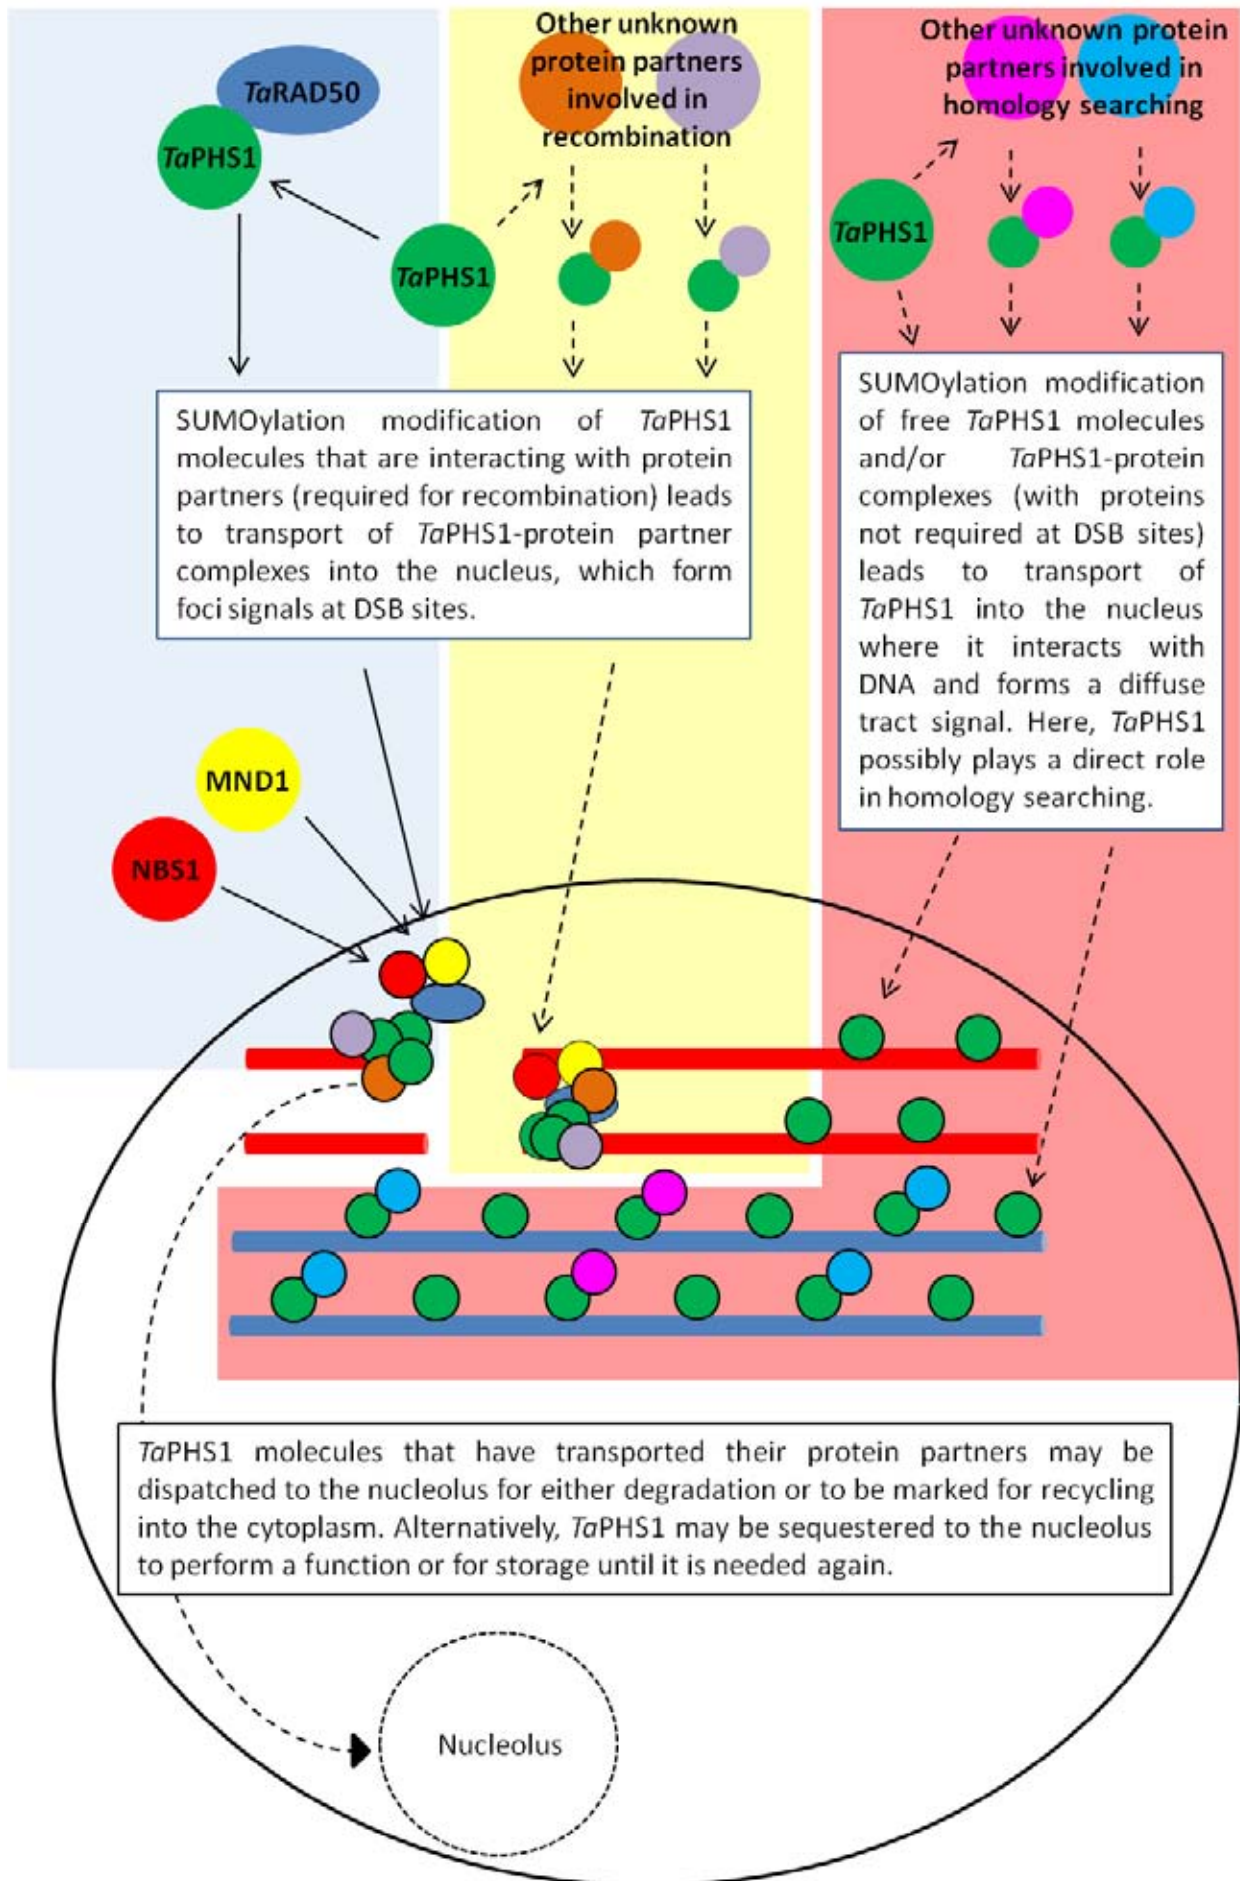 Other unknown
protein partners
involved in
recombination
Other unknown protein
partners involved in
homology searching
TaRAD50
TaPHS1
TaPHS1
TaPHS1
SUMOylation modification of TaPHS1
molecules that are interacting with protein
partners (required for recombination) leads
to transport of TaPHS1-protein partner
complexes into the nucleus, which form
foci signals at DSB sites.
SUMOylation modification
of free TaPHS1 molecules
and/or TaPHS1-protein
complexes (with proteins
not required at DSB sites)
leads to transport of
TaPHS1 into the nucleus
where it interacts with
DNA and forms a diffuse
tract signal. Here, TaPHS1
possibly plays a direct role
in homology searching.
MND1
NBS1
TaPHS1 molecules that have transported their protein partners may be
dispatched to the nucleolus for either degradation or to be marked for recycling
into the cytoplasm. Alternatively, TaPHS1 may be sequestered to the nucleolus
to perform a function or for storage until it is needed again.
Nucleolus